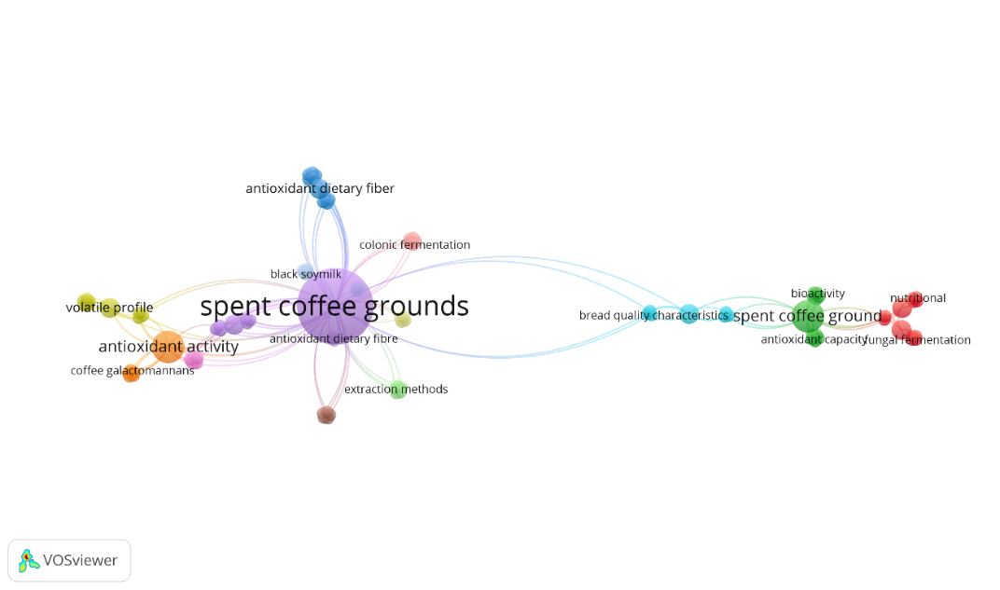 antioxidant dietary fiber
colonic fermentation
black soymilk
volatile profile
spent coffee grounds
antioxidant dietary fibre
antioxidant activity
coffee galactomannans
extraction methods
bread quality characteristics
spent coffee ground
bioactivity
nutritional
antioxidant capacity
fungal fermentation
VOSviewer